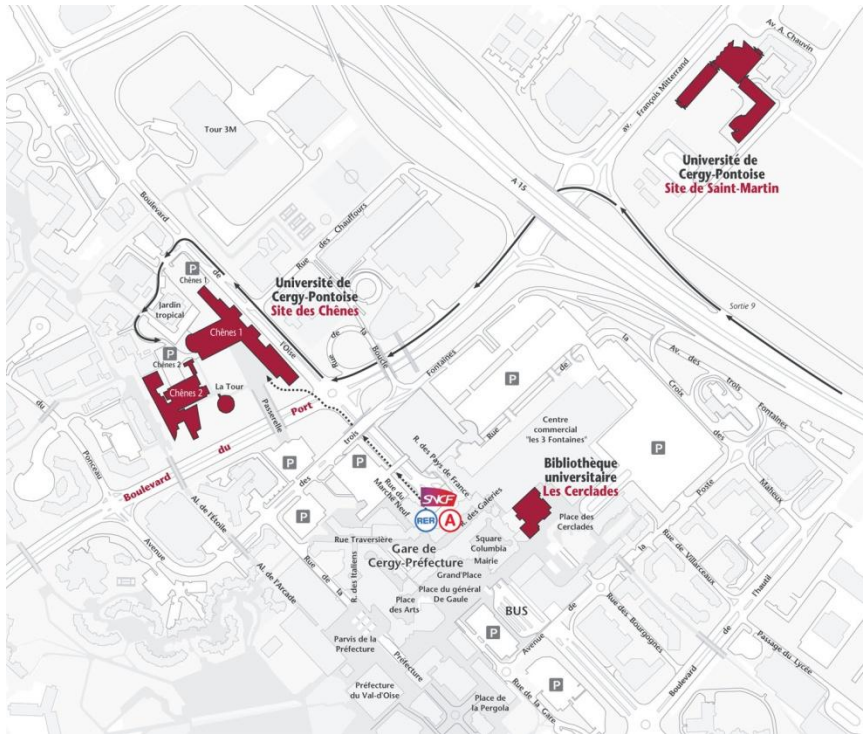 Av. A. Chauvin
av. François Mitterrand
Tour 3M
Université de
Cergy-Pontoise
Site de Saint-Martin
A 15
Boulevard
de
l'Oise
Rue des Chauffours
P
Chênes 1
Université de
Cergy-Pontoise
Site des Chênes
Jardin
tropical
Sortie 9
Chênes 1
rue de la Boucle
P
Chênes 2
Chênes 2
La Tour
Passerelle
Boulevard du Port
Av. des trois Fontaines
Croix des Maheux
Rue de la
P
Centre
commercial
"les 3 Fontaines"
des trois Fontaines
P
P
P
R. des Pays de France
Rue du
Marché Neuf
SNCF
RER A
R. des Galeries
Bibliothèque
universitaire
Les Cerclades
Place des
Cerclades
du Ponceau
Avenue
Al. de l'Étoile
Al. de l'Arcade
Rue Traversière
Gare de
Cergy-Préfecture
Square
Columbia
Mairie
Grand'Place
Place du général
De Gaule
R. des Italiens
Place
des Arts
Rue de la Préfecture
Parvis de la
Préfecture
Préfecture
du Val-d'Oise
BUS
P
P
Avenue de la Poste
Rue de Villarceaux
Rue des Bourgognes
Boulevard de l'hautil
Passage du Lycée
Rue de la Gare
Place de
la Pergola